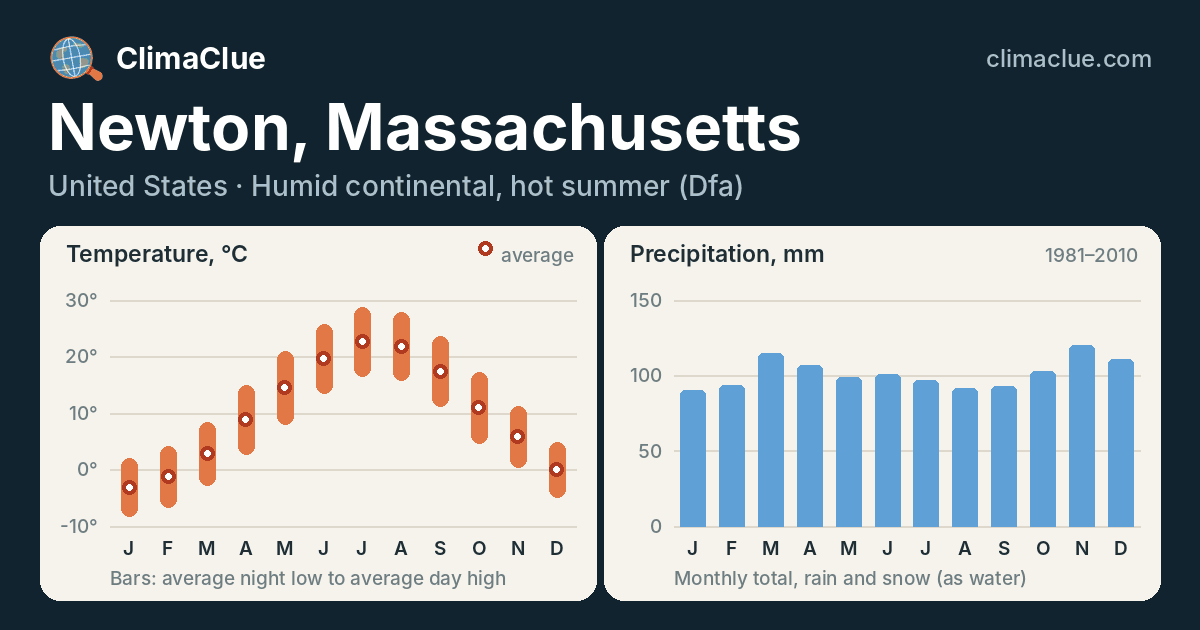 ClimaClue
climaclue.com
Newton, Massachusetts
United States · Humid continental, hot summer (Dfa)
Temperature, °C
average
30°
20°
10°
0°
-10°
J F M A M J J A S O N D
Bars: average night low to average day high
Precipitation, mm
1981–2010
150
100
50
0
J F M A M J J A S O N D
Monthly total, rain and snow (as water)